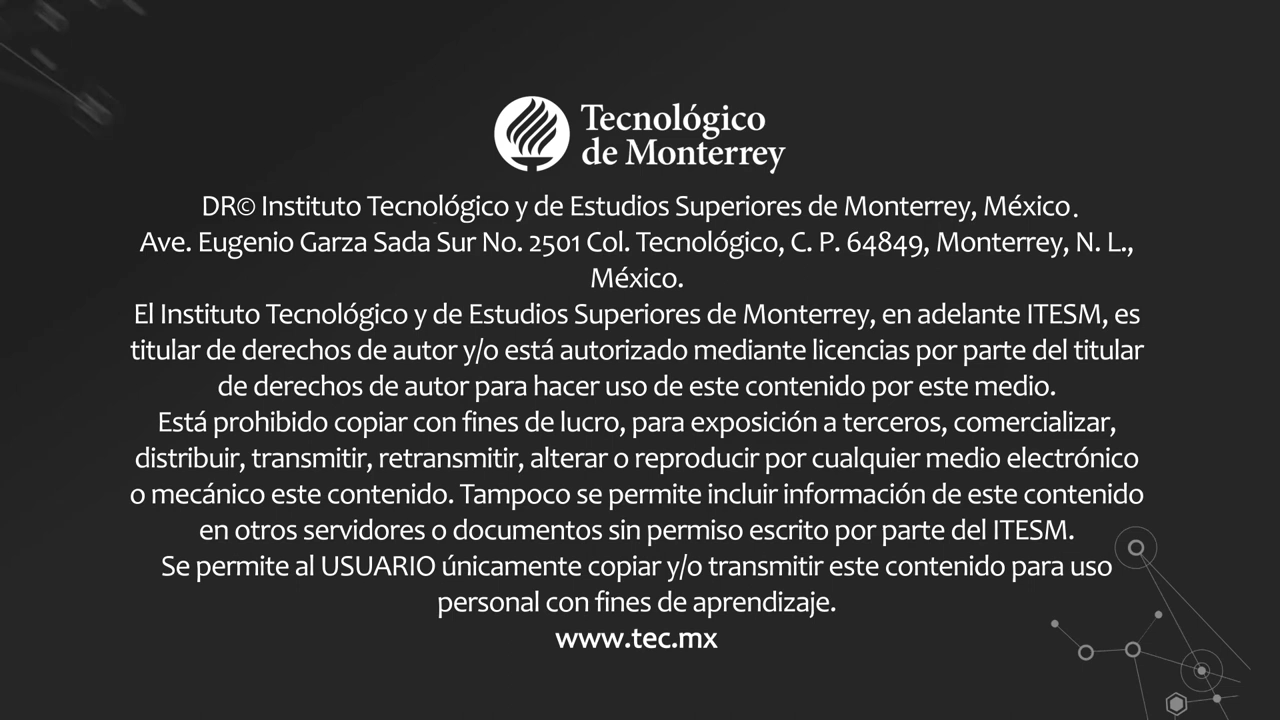 Tecnológico
de Monterrey
DR© Instituto Tecnológico y de Estudios Superiores de Monterrey, México.
Ave. Eugenio Garza Sada Sur No. 2501 Col. Tecnológico, C. P. 64849, Monterrey, N. L.,
México.
El Instituto Tecnológico y de Estudios Superiores de Monterrey, en adelante ITESM, es
titular de derechos de autor y/o está autorizado mediante licencias por parte del titular
de derechos de autor para hacer uso de este contenido por este medio.
Está prohibido copiar con fines de lucro, para exposición a terceros, comercializar,
distribuir, transmitir, retransmitir, alterar o reproducir por cualquier medio electrónico
o mecánico este contenido. Tampoco se permite incluir información de este contenido
en otros servidores o documentos sin permiso escrito por parte del ITESM.
Se permite al USUARIO únicamente copiar y/o transmitir este contenido para uso
personal con fines de aprendizaje.
www.tec.mx